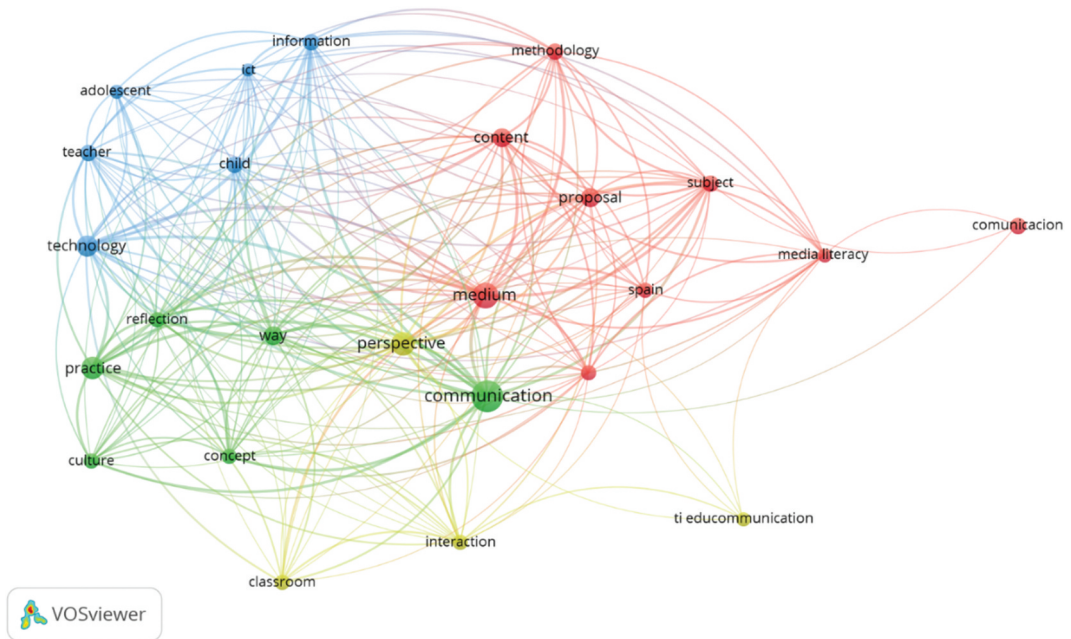 information
methodology
ict
adolescent
content
teacher
child
subject
proposal
comunicacion
technology
media literacy
medium
spain
reflection
way
perspective
practice
communication
concept
culture
ti educommunication
interaction
classroom
VOSviewer